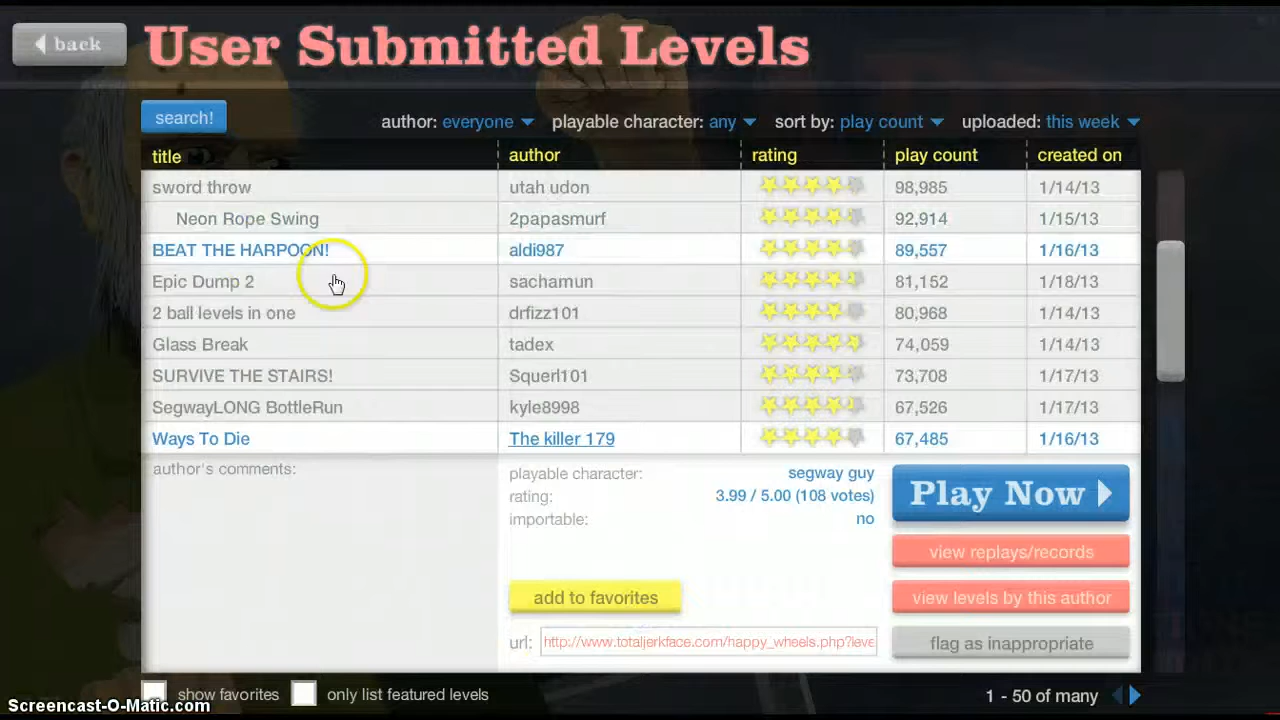 back
User Submitted Levels
search!
author: everyone playable character: any sort by: play count uploaded: this week
title author rating play count created on
sword throw utah udon 98,985 1/14/13
Neon Rope Swing 2papasmurf 92,914 1/15/13
BEAT THE HARPOON! aldi987 89,557 1/16/13
Epic Dump 2 sachamun 81,152 1/18/13
2 ball levels in one drfizz101 80,968 1/14/13
Glass Break tadex 74,059 1/14/13
SURVIVE THE STAIRS! Squerl101 73,708 1/17/13
SegwayLONG BottleRun kyle8998 67,526 1/17/13
Ways To Die The killer 179 67,485 1/16/13
author's comments:
playable character: segway guy
rating: 3.99 / 5.00 (108 votes)
importable: no
Play Now
view replays/records
add to favorites
view levels by this author
url: http://www.totaljerkface.com/happy_wheels.php?leve
flag as inappropriate
show favorites only list featured levels 1 - 50 of many
Screencast-O-Matic.com